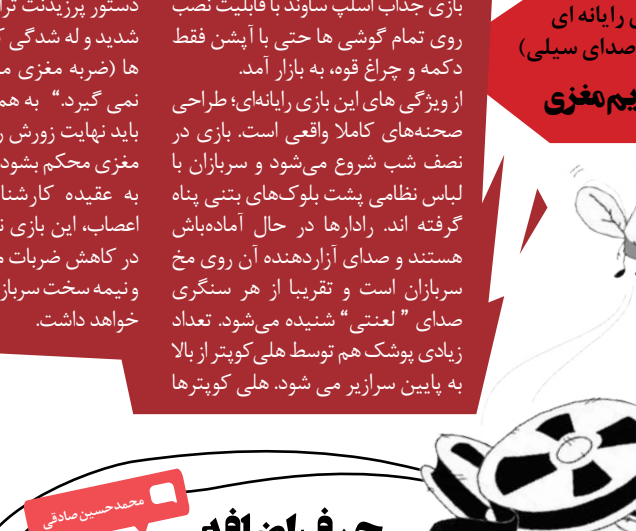 رایانه ای
صدای سیلی)
یم مغزی
بازی جذاب اسلپ ساوند با قابلیت نصب
روی تمام گوشی ها حتی با آپشن فقط
دکمه و چراغ قوه، به بازار آمد.
از ویژگی های این بازی رایانه‌ای؛ طراحی
صحنه‌های کاملا واقعی است. بازی در
نصف شب شروع می‌شود و سربازان با
لباس نظامی پشت بلوک‌های بتنی پناه
گرفته اند. رادارها در حال آماده‌باش
هستند و صدای آزاردهنده آن روی مخ
سربازان است و تقریبا از هر سنگری
صدای ” لعنتی“ شنیده می‌شود. تعداد
زیادی پوشک هم توسط هلی‌کوپتر از بالا
به پایین سرازیر می شود. هلی کوپترها
دستور پرزیدنت ترا
شدید و له شدگی
ها (ضربه مغزی م
نمی گیرد.“ به هم
باید نهایت زورش ر
مغزی محکم بشود
به عقیده کارشنا
اعصاب، این بازی ن
در کاهش ضربات م
و نیمه سخت سرباز
خواهد داشت.
محمدحسین صادقی